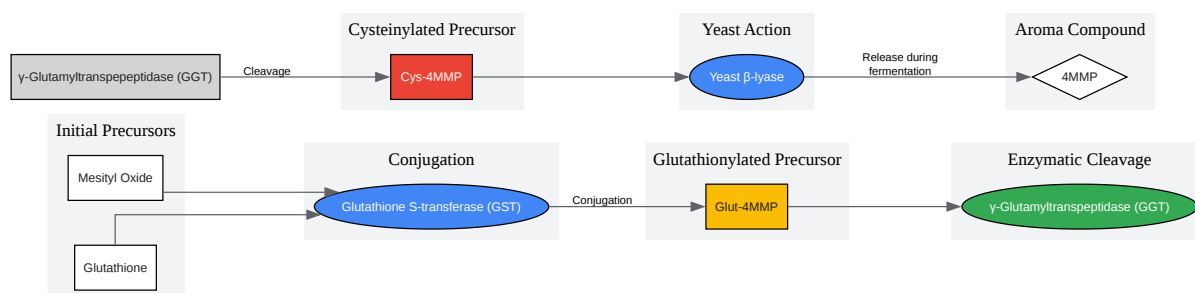 Cysteinylated Precursor
Yeast Action
Aroma Compound
γ-Glutamyltranspepeptidase (GGT)
Cleavage
Cys-4MMP
Yeast β-lyase
Release during
fermentation
4MMP
Initial Precursors
Mesityl Oxide
Glutathione
Conjugation
Glutathione S-transferase (GST)
Conjugation
Glutathionylated Precursor
Glut-4MMP
Enzymatic Cleavage
γ-Glutamyltranspeptidase (GGT)